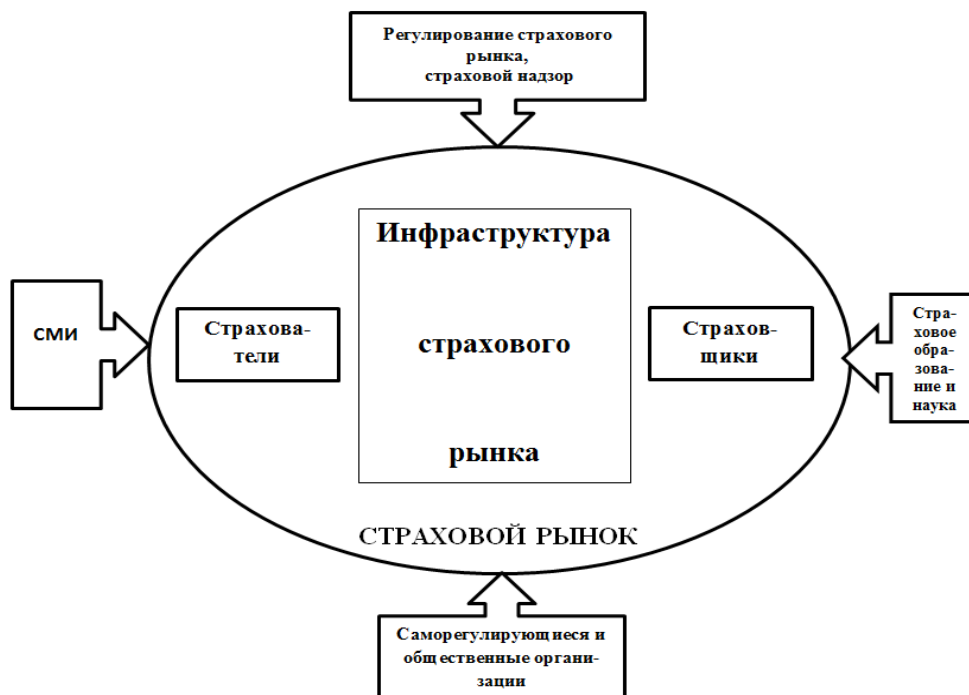 Регулирование страхового
рынка,
страховой надзор
Инфраструктура
страхового
рынка
СМИ
Страхова-
тели
Страхов-
щики
Стра-
ховое
обра-
зова-
ние и
наука
СТРАХОВОЙ РЫНОК
Саморегулирующиеся и
общественные органи-
зации